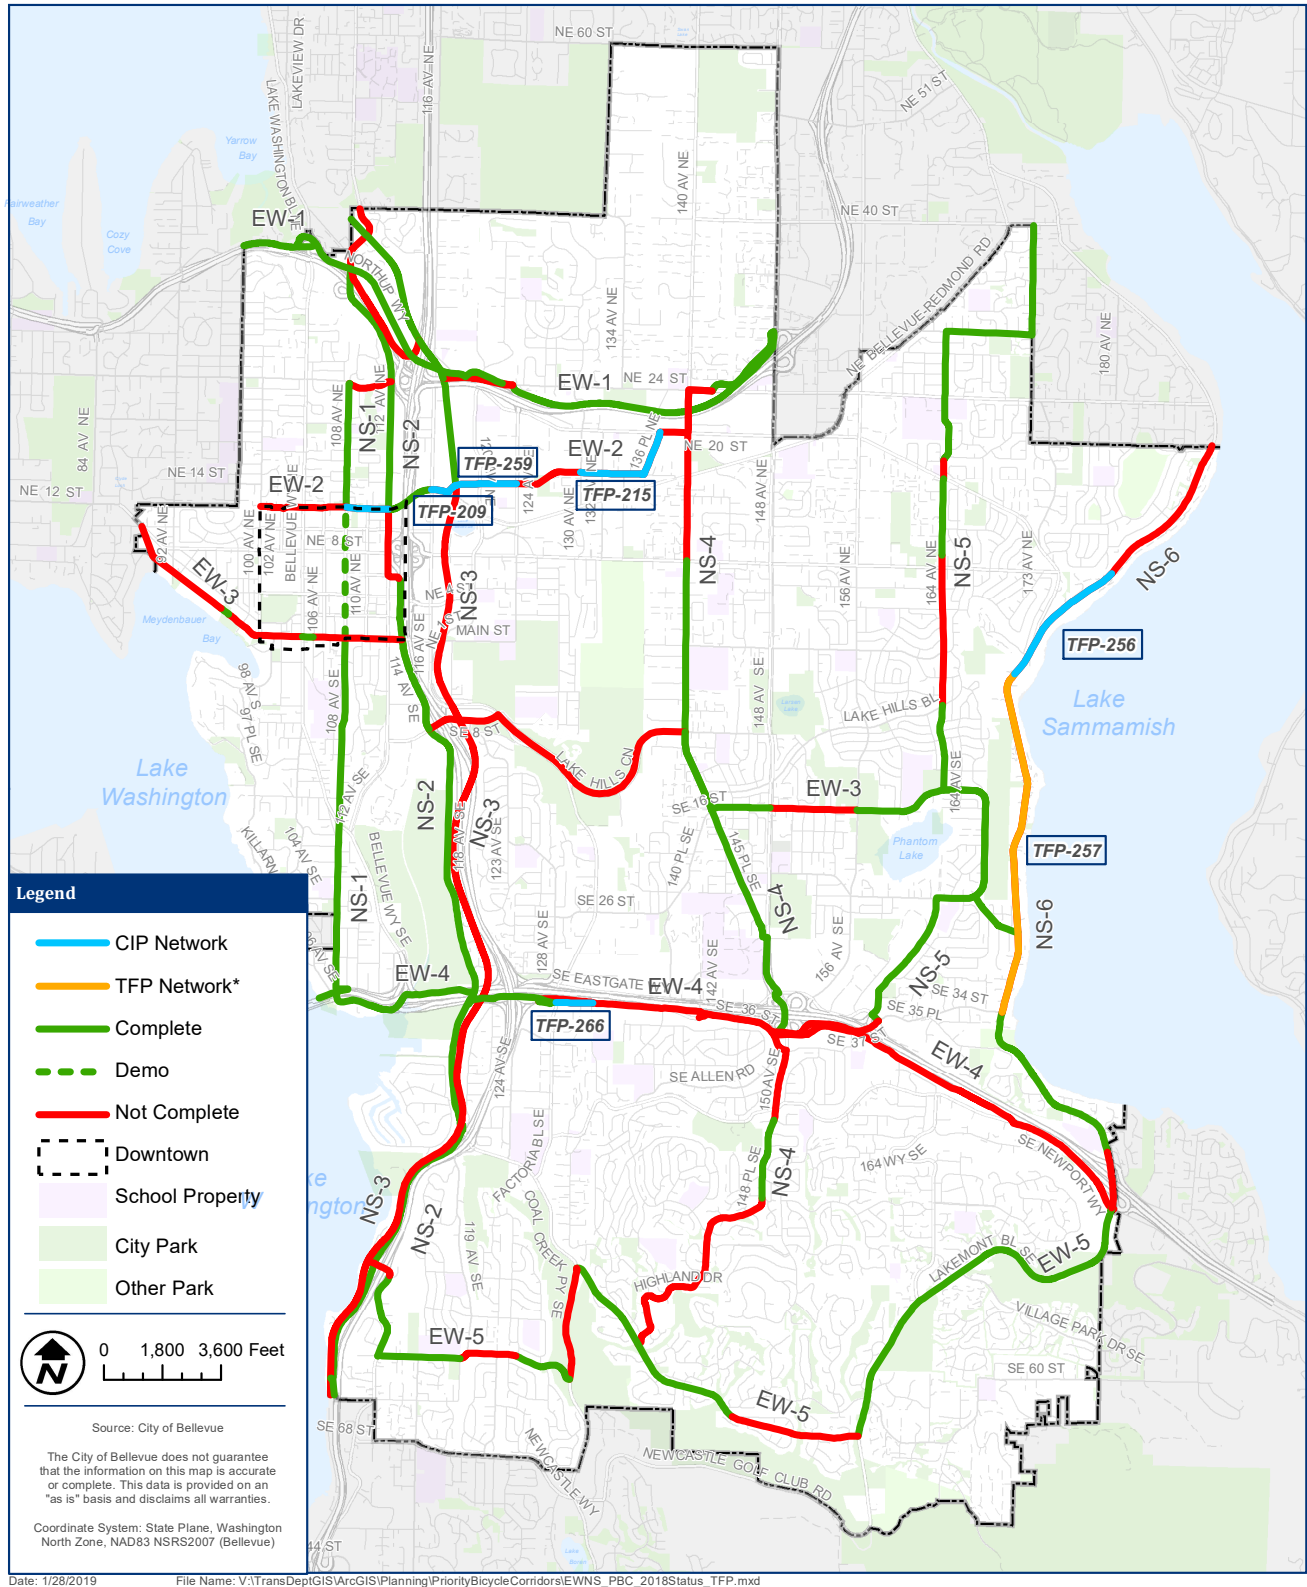 NE 60 ST
LAKEVIEW DR
116 AV NE
LAKE WASHINGTON BL NE
NE 51 ST
Yarrow
Bay
140 AV NE
Fairweather
Bay
EW-1
NE 40 ST
Cozy
Cove
NORTHUP WY
NE BELLEVUE-REDMOND RD
134 AV NE
180 AV NE
112 AV NE
EW-1
NE 24 ST
108 AV NE
NS-1
NS-2
84 AV NE
EW-2
136 PL NE
NE 20 ST
TFP-259
NE 14 ST
NE 12 ST
EW-2
124 AV NE
TFP-215
148 AV NE
TFP-209
130 AV NE
92 AV NE
100 AV NE
102 AV NE
BELLEVUE WY NE
NE 8 ST
NS-4
NS-5
173 AV NE
164 AV NE
156 AV NE
NS-6
EW-3
106 AV NE
110 AV NE
NS-3
MAIN ST
Meydenbauer
Bay
116 AV SE
TFP-256
98 AV S
97 PL SE
108 AV SE
114 AV SE
148 AV SE
Lake
Sammamish
LAKE HILLS BL
SE 8 ST
LAKE HILLS CN
Lake
Washington
112 AV SE
NS-2
NS-3
118 AV SE
123 AV SE
SE 16 ST
EW-3
164 AV SE
Phantom
Lake
TFP-257
104 AV SE
BELLEVUE WY SE
140 PL SE
145 PL SE
NS-1
SE 26 ST
NS-4
NS-6
128 AV SE
142 AV SE
156 AV SE
EW-4
SE EASTGATE WY
EW-4
NS-5
SE 34 ST
SE 36 ST
SE 35 PL
TFP-266
SE 37 ST
EW-4
124 AV SE
SE ALLEN RD
150 AV SE
SE NEWPORT WY
FACTORIA BL SE
164 WY SE
148 PL SE
NS-4
NS-3
NS-2
COAL CREEK PY SE
119 AV SE
LAKEMONT BL SE
EW-5
HIGHLAND DR
VILLAGE PARK DR SE
EW-5
SE 60 ST
EW-5
SE 68 ST
NEWCASTLE WY
NEWCASTLE GOLF CLUB RD
44 ST
Legend
CIP Network
TFP Network*
Complete
Demo
Not Complete
Downtown
School Property
City Park
Other Park
N
0 1,800 3,600 Feet
Source: City of Bellevue
The City of Bellevue does not guarantee
that the information on this map is accurate
or complete. This data is provided on an
"as is" basis and disclaims all warranties.
Coordinate System: State Plane, Washington
North Zone, NAD83 NSRS2007 (Bellevue)
Date: 1/28/2019
File Name: V:\TransDeptGIS\ArcGIS\Planning\PriorityBicycleCorridors\EWNS_PBC_2018Status_TFP.mxd